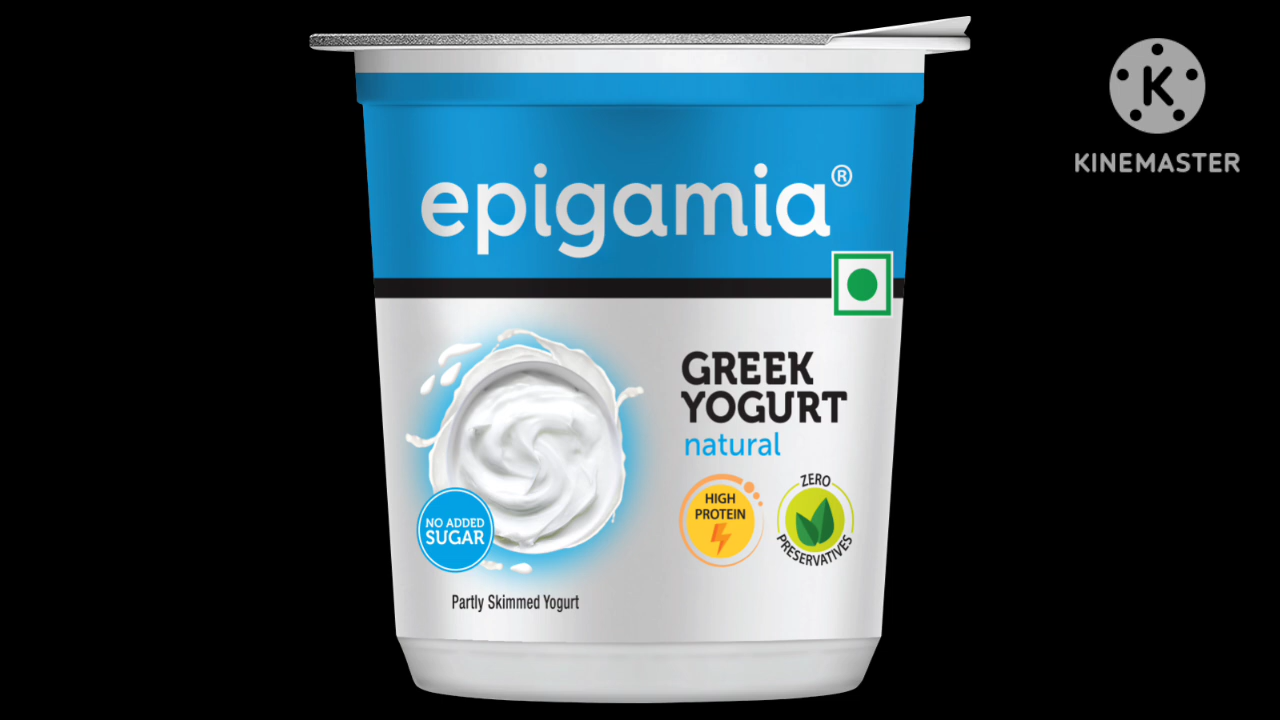 epigamia®
GREEK
YOGURT
natural
HIGH
PROTEIN
ZERO
PRESERVATIVES
NO ADDED
SUGAR
Partly Skimmed Yogurt
K
KINEMASTER